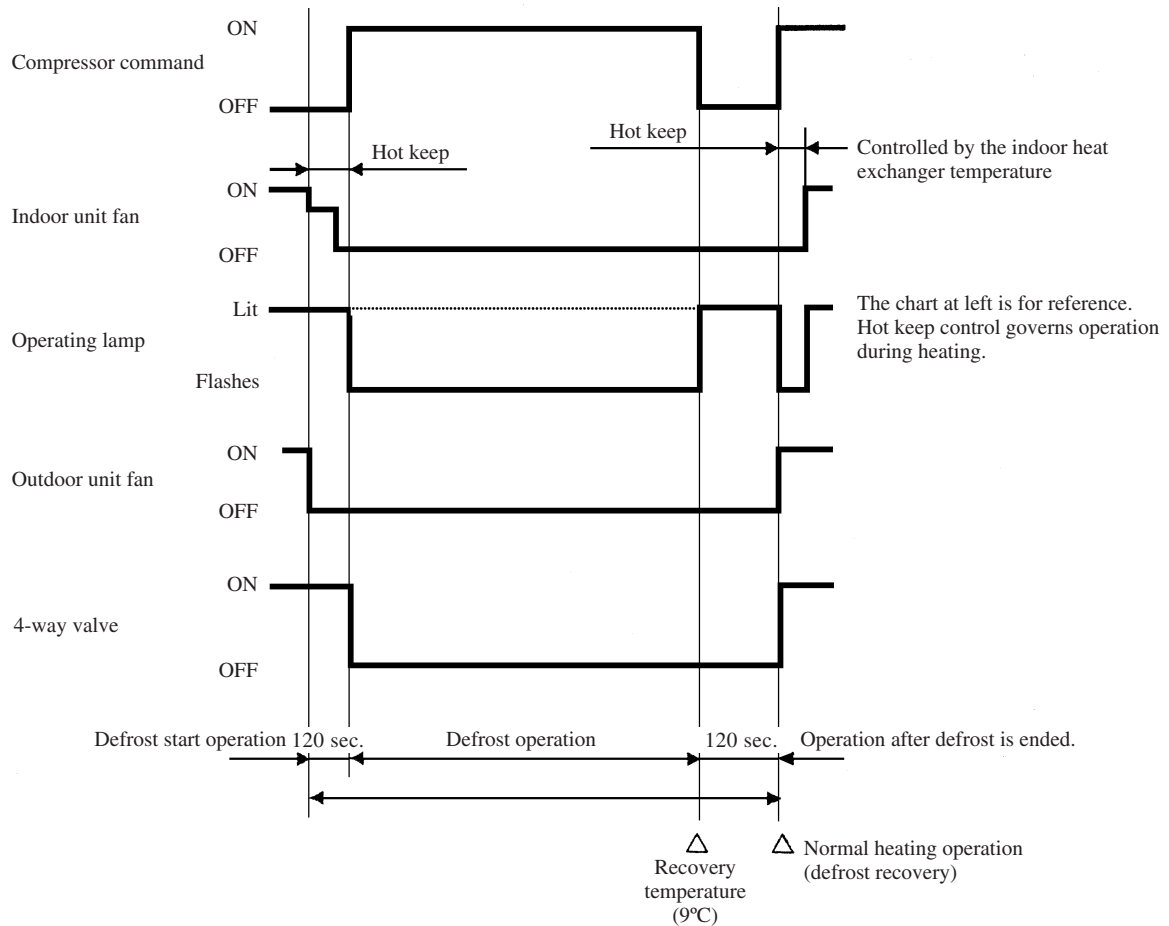 ON
Compressor command
OFF
Hot keep
Hot keep
Controlled by the indoor heat
exchanger temperature
ON
Indoor unit fan
OFF
Lit
Operating lamp
Flashes
The chart at left is for reference.
Hot keep control governs operation
during heating.
ON
Outdoor unit fan
OFF
ON
4-way valve
OFF
Defrost start operation 120 sec. Defrost operation 120 sec. Operation after defrost is ended.
Recovery
temperature
(9ºC)
Normal heating operation
(defrost recovery)